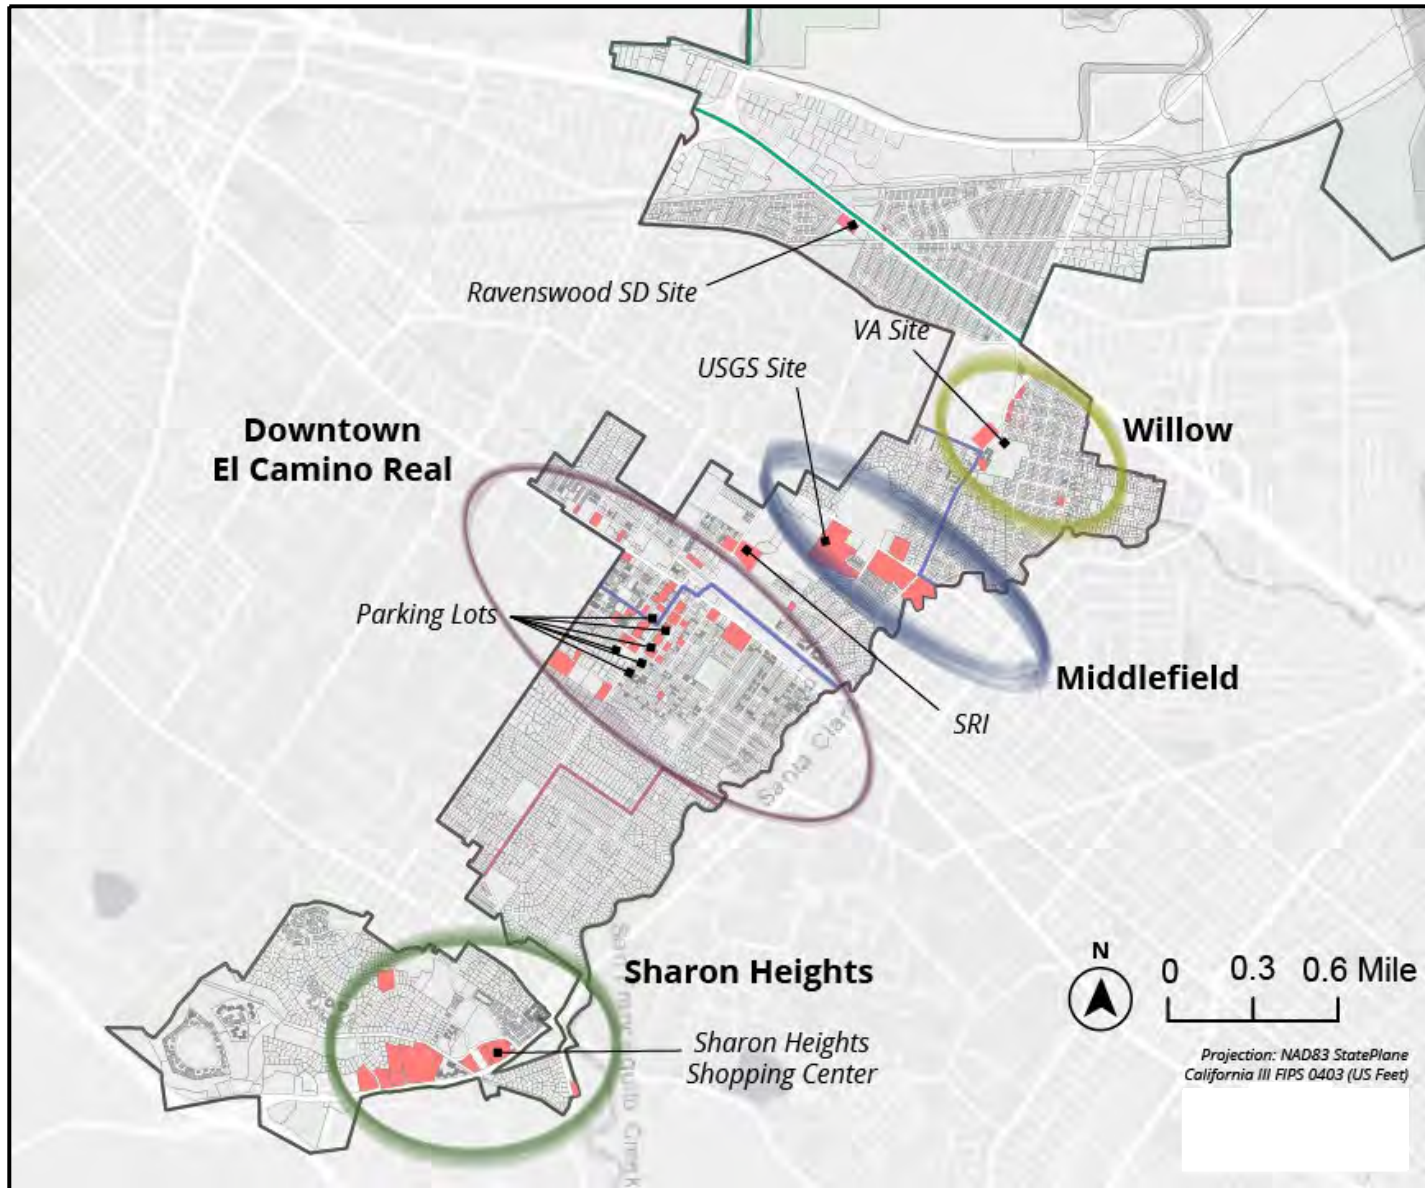 Ravenswood SD Site
VA Site
USGS Site
Willow
Downtown
El Camino Real
Parking Lots
Middlefield
SRI
Santa Clar
Sharon Heights
Sharon Heights
Shopping Center
N
0 0.3 0.6 Mile
Projection: NAD83 StatePlane
California III FIPS 0403 (US Feet)